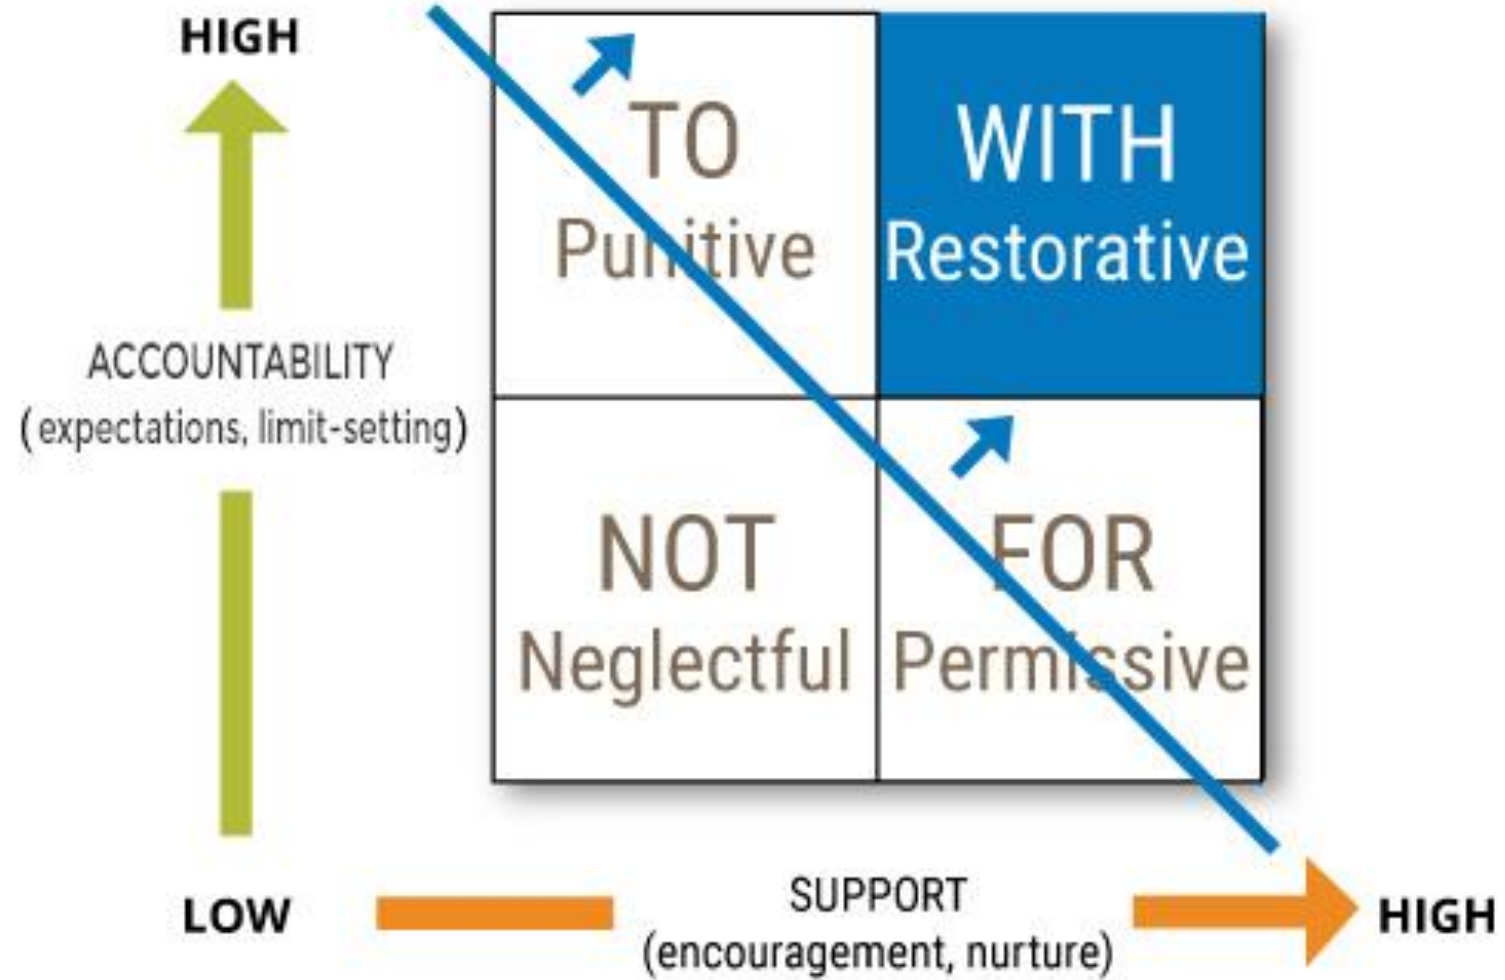 HIGH
TO
Punitive
WITH
Restorative
ACCOUNTABILITY
(expectations, limit-setting)
NOT
Neglectful
FOR
Permissive
LOW
SUPPORT
(encouragement, nurture)
HIGH